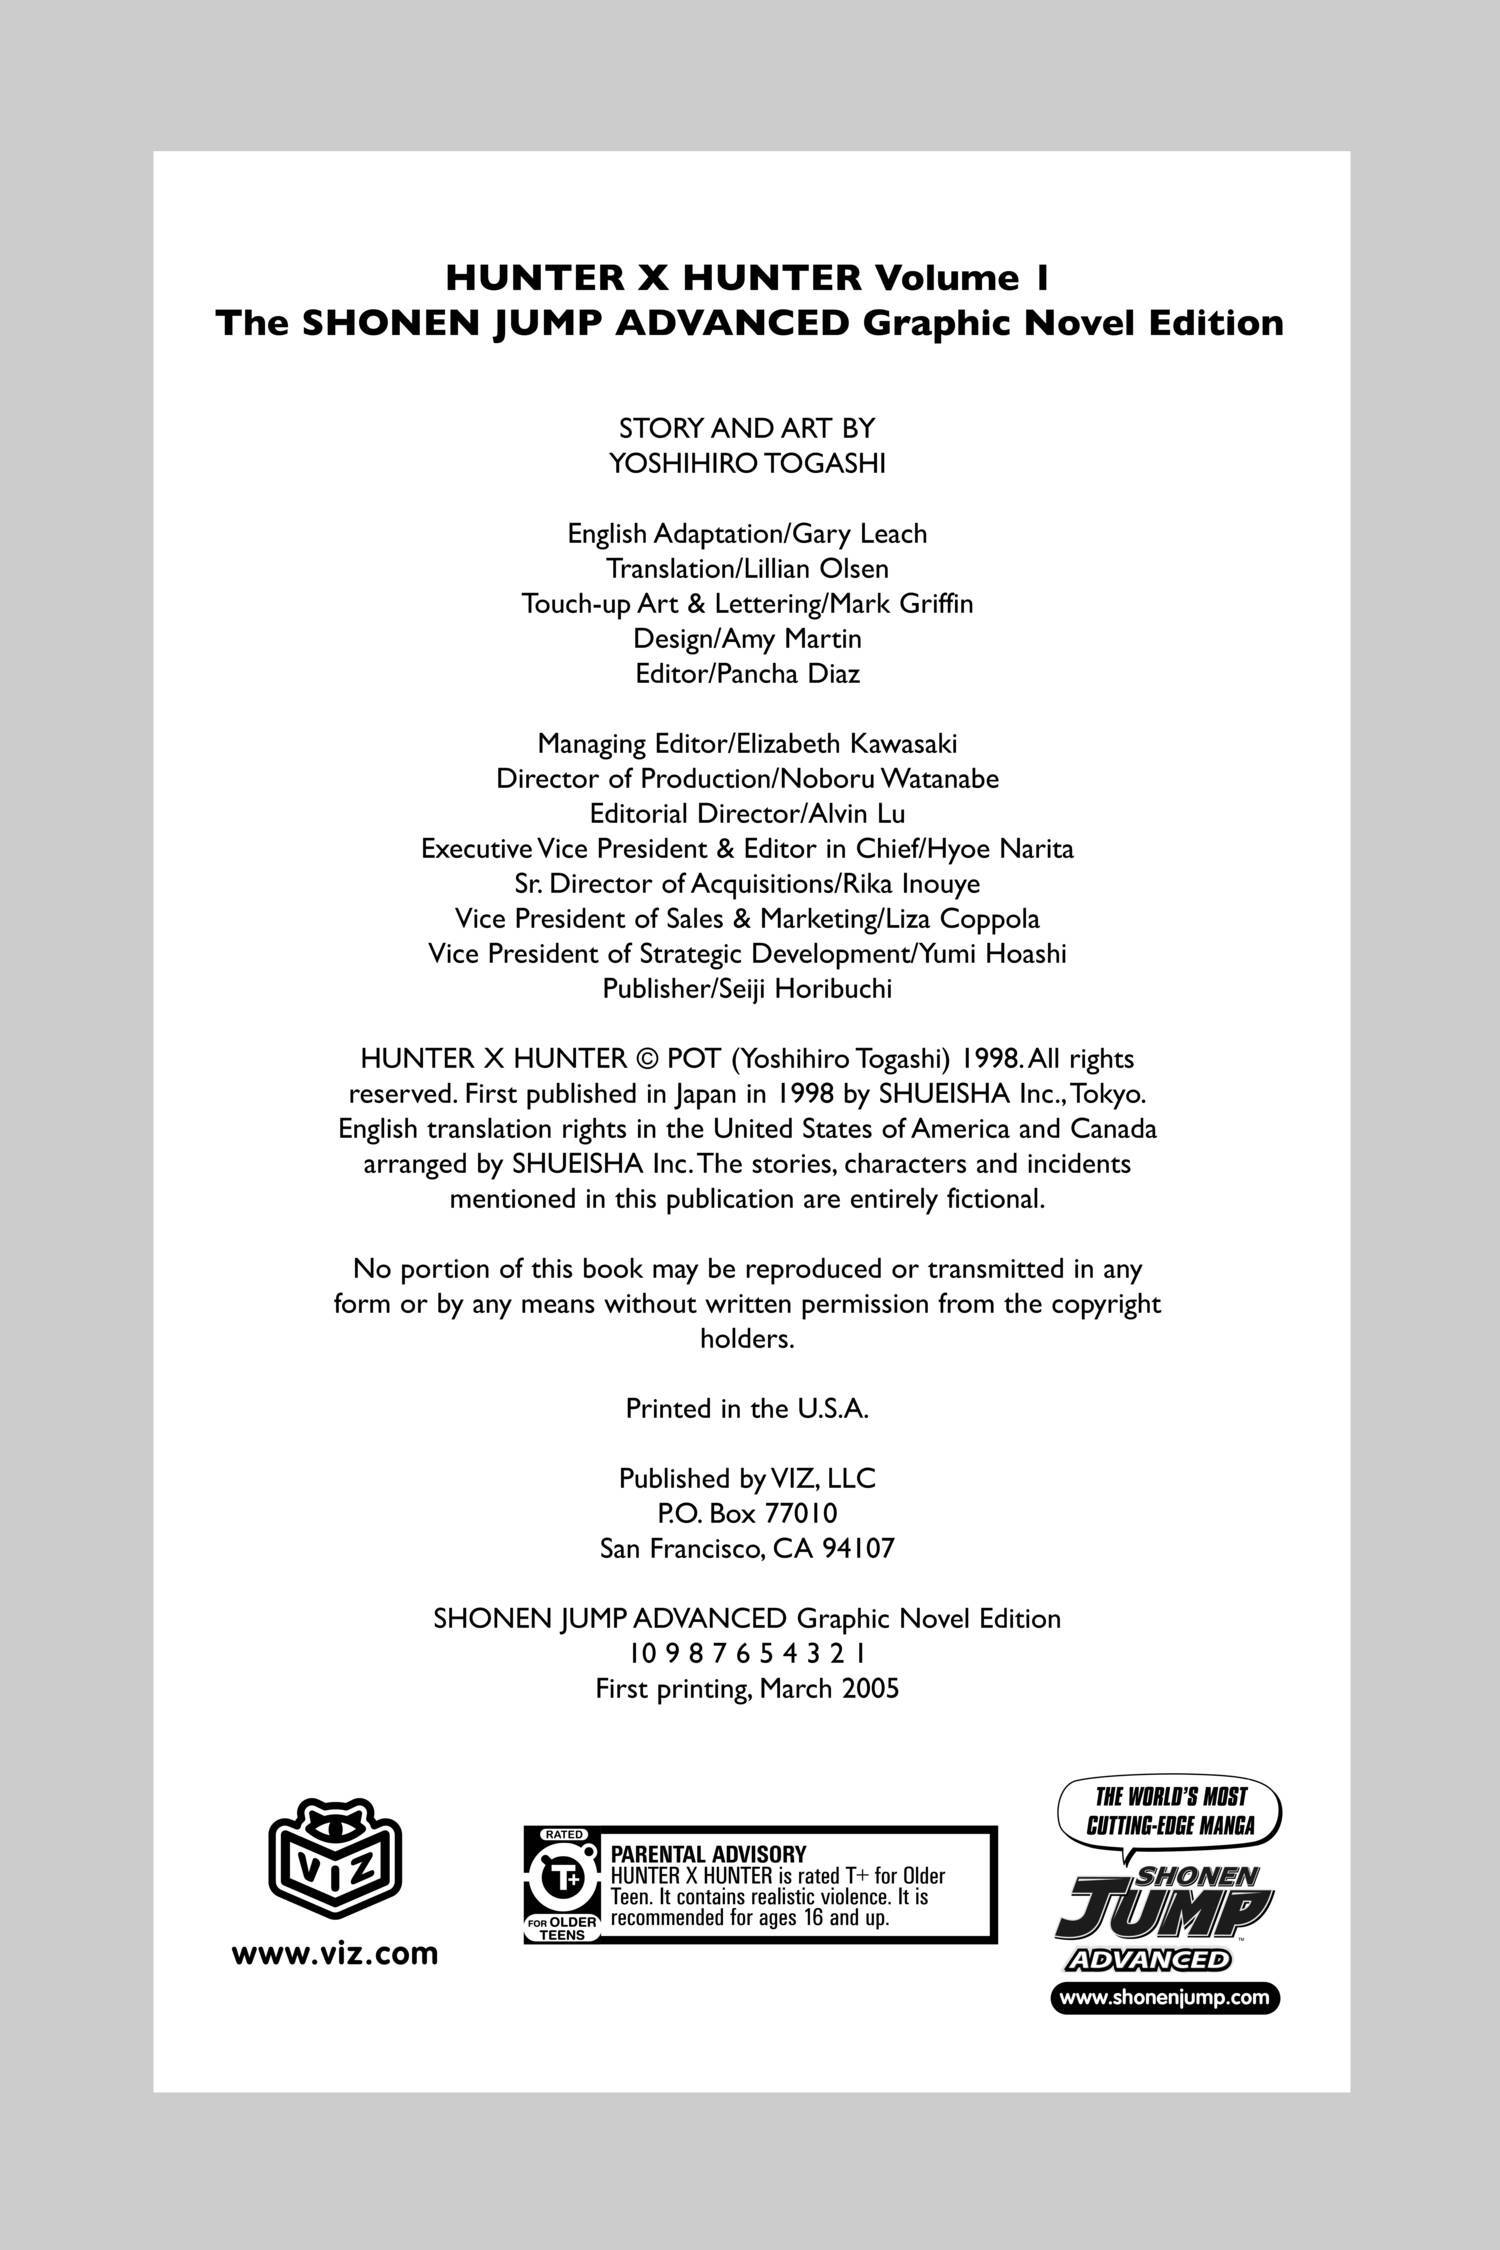 HUNTER X HUNTER Volume 1
The SHONEN JUMP ADVANCED Graphic Novel Edition
STORY AND ART BY
YOSHIHIRO TOGASHI
English Adaptation/Gary Leach
Translation/Lillian Olsen
Touch-up Art & Lettering/Mark Griffin
Design/Amy Martin
Editor/Pancha Diaz
Managing Editor/Elizabeth Kawasaki
Director of Production/Noboru Watanabe
Editorial Director/Alvin Lu
Executive Vice President & Editor in Chief/Hyoe Narita
Sr. Director of Acquisitions/Rika Inouye
Vice President of Sales & Marketing/Liza Coppola
Vice President of Strategic Development/Yumi Hoashi
Publisher/Seiji Horibuchi
HUNTER X HUNTER © POT (Yoshihiro Togashi) 1998. All rights
reserved. First published in Japan in 1998 by SHUEISHA Inc., Tokyo.
English translation rights in the United States of America and Canada
arranged by SHUEISHA Inc. The stories, characters and incidents
mentioned in this publication are entirely fictional.
No portion of this book may be reproduced or transmitted in any
form or by any means without written permission from the copyright
holders.
Printed in the U.S.A.
Published by VIZ, LLC
P.O. Box 77010
San Francisco, CA 94107
SHONEN JUMP ADVANCED Graphic Novel Edition
10 9 8 7 6 5 4 3 2 1
First printing, March 2005
VIZ
www.viz.com
RATED
T+
FOR OLDER
TEENS
PARENTAL ADVISORY
HUNTER X HUNTER is rated T+ for Older
Teen. It contains realistic violence. It is
recommended for ages 16 and up.
THE WORLD'S MOST
CUTTING-EDGE MANGA
SHONEN
JUMP
™
ADVANCED
www.shonenjump.com